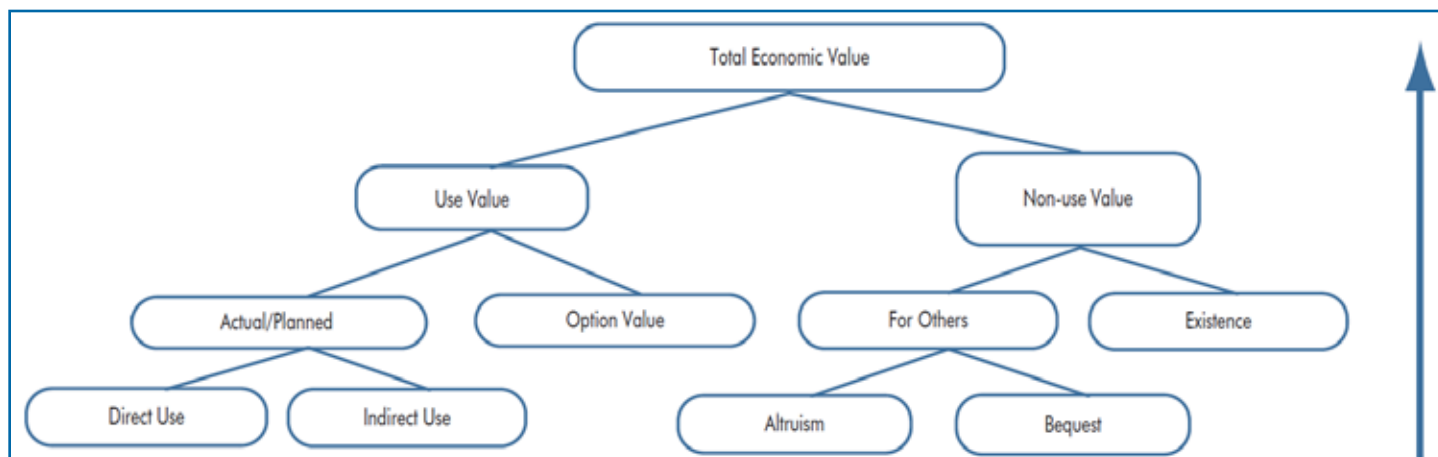 Total Economic Value
Use Value
Non-use Value
Actual/Planned
Option Value
For Others
Existence
Direct Use
Indirect Use
Altruism
Bequest